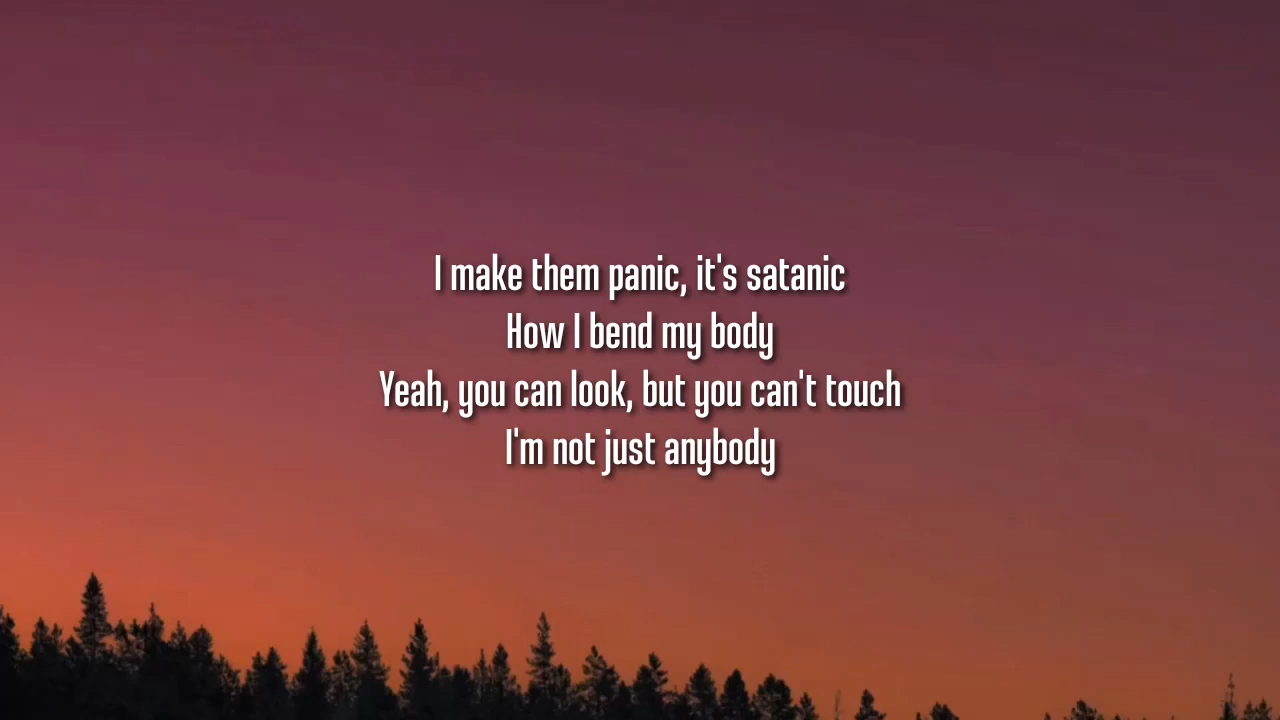 I make them panic, it's satanic
How I bend my body
Yeah, you can look, but you can't touch
I'm not just anybody